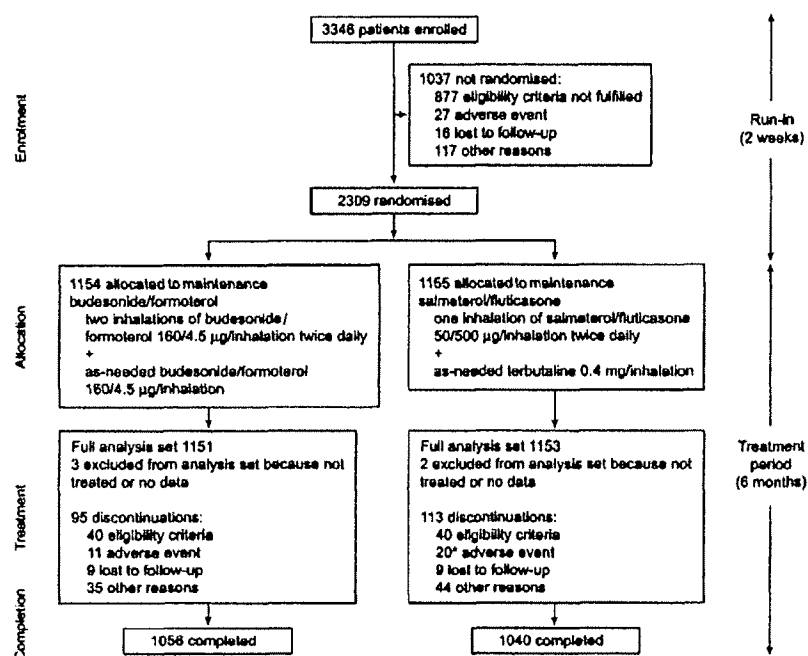 3346 patients enrolled
1037 not randomised:
877 eligibility criteria not fulfilled
27 adverse event
16 lost to follow-up
117 other reasons
Enrolment
Run-in
(2 weeks)
2309 randomised
1154 allocated to maintenance
budesonide/formoterol
two inhalations of budesonide/
formoterol 160/4.5 µg/inhalation twice daily
+
as-needed budesonide/formoterol
160/4.5 µg/inhalation
1155 allocated to maintenance
salmeterol/fluticasone
one inhalation of salmeterol/fluticasone
50/500 µg/inhalation twice daily
+
as-needed terbutaline 0.4 mg/inhalation
Allocation
Full analysis set 1151
3 excluded from analysis set because not
treated or no data
95 discontinuations:
40 eligibility criteria
11 adverse event
9 lost to follow-up
35 other reasons
Full analysis set 1153
2 excluded from analysis set because not
treated or no data
113 discontinuations:
40 eligibility criteria
20* adverse event
9 lost to follow-up
44 other reasons
Treatment
Treatment
period
(6 months)
Completion
1056 completed
1040 completed